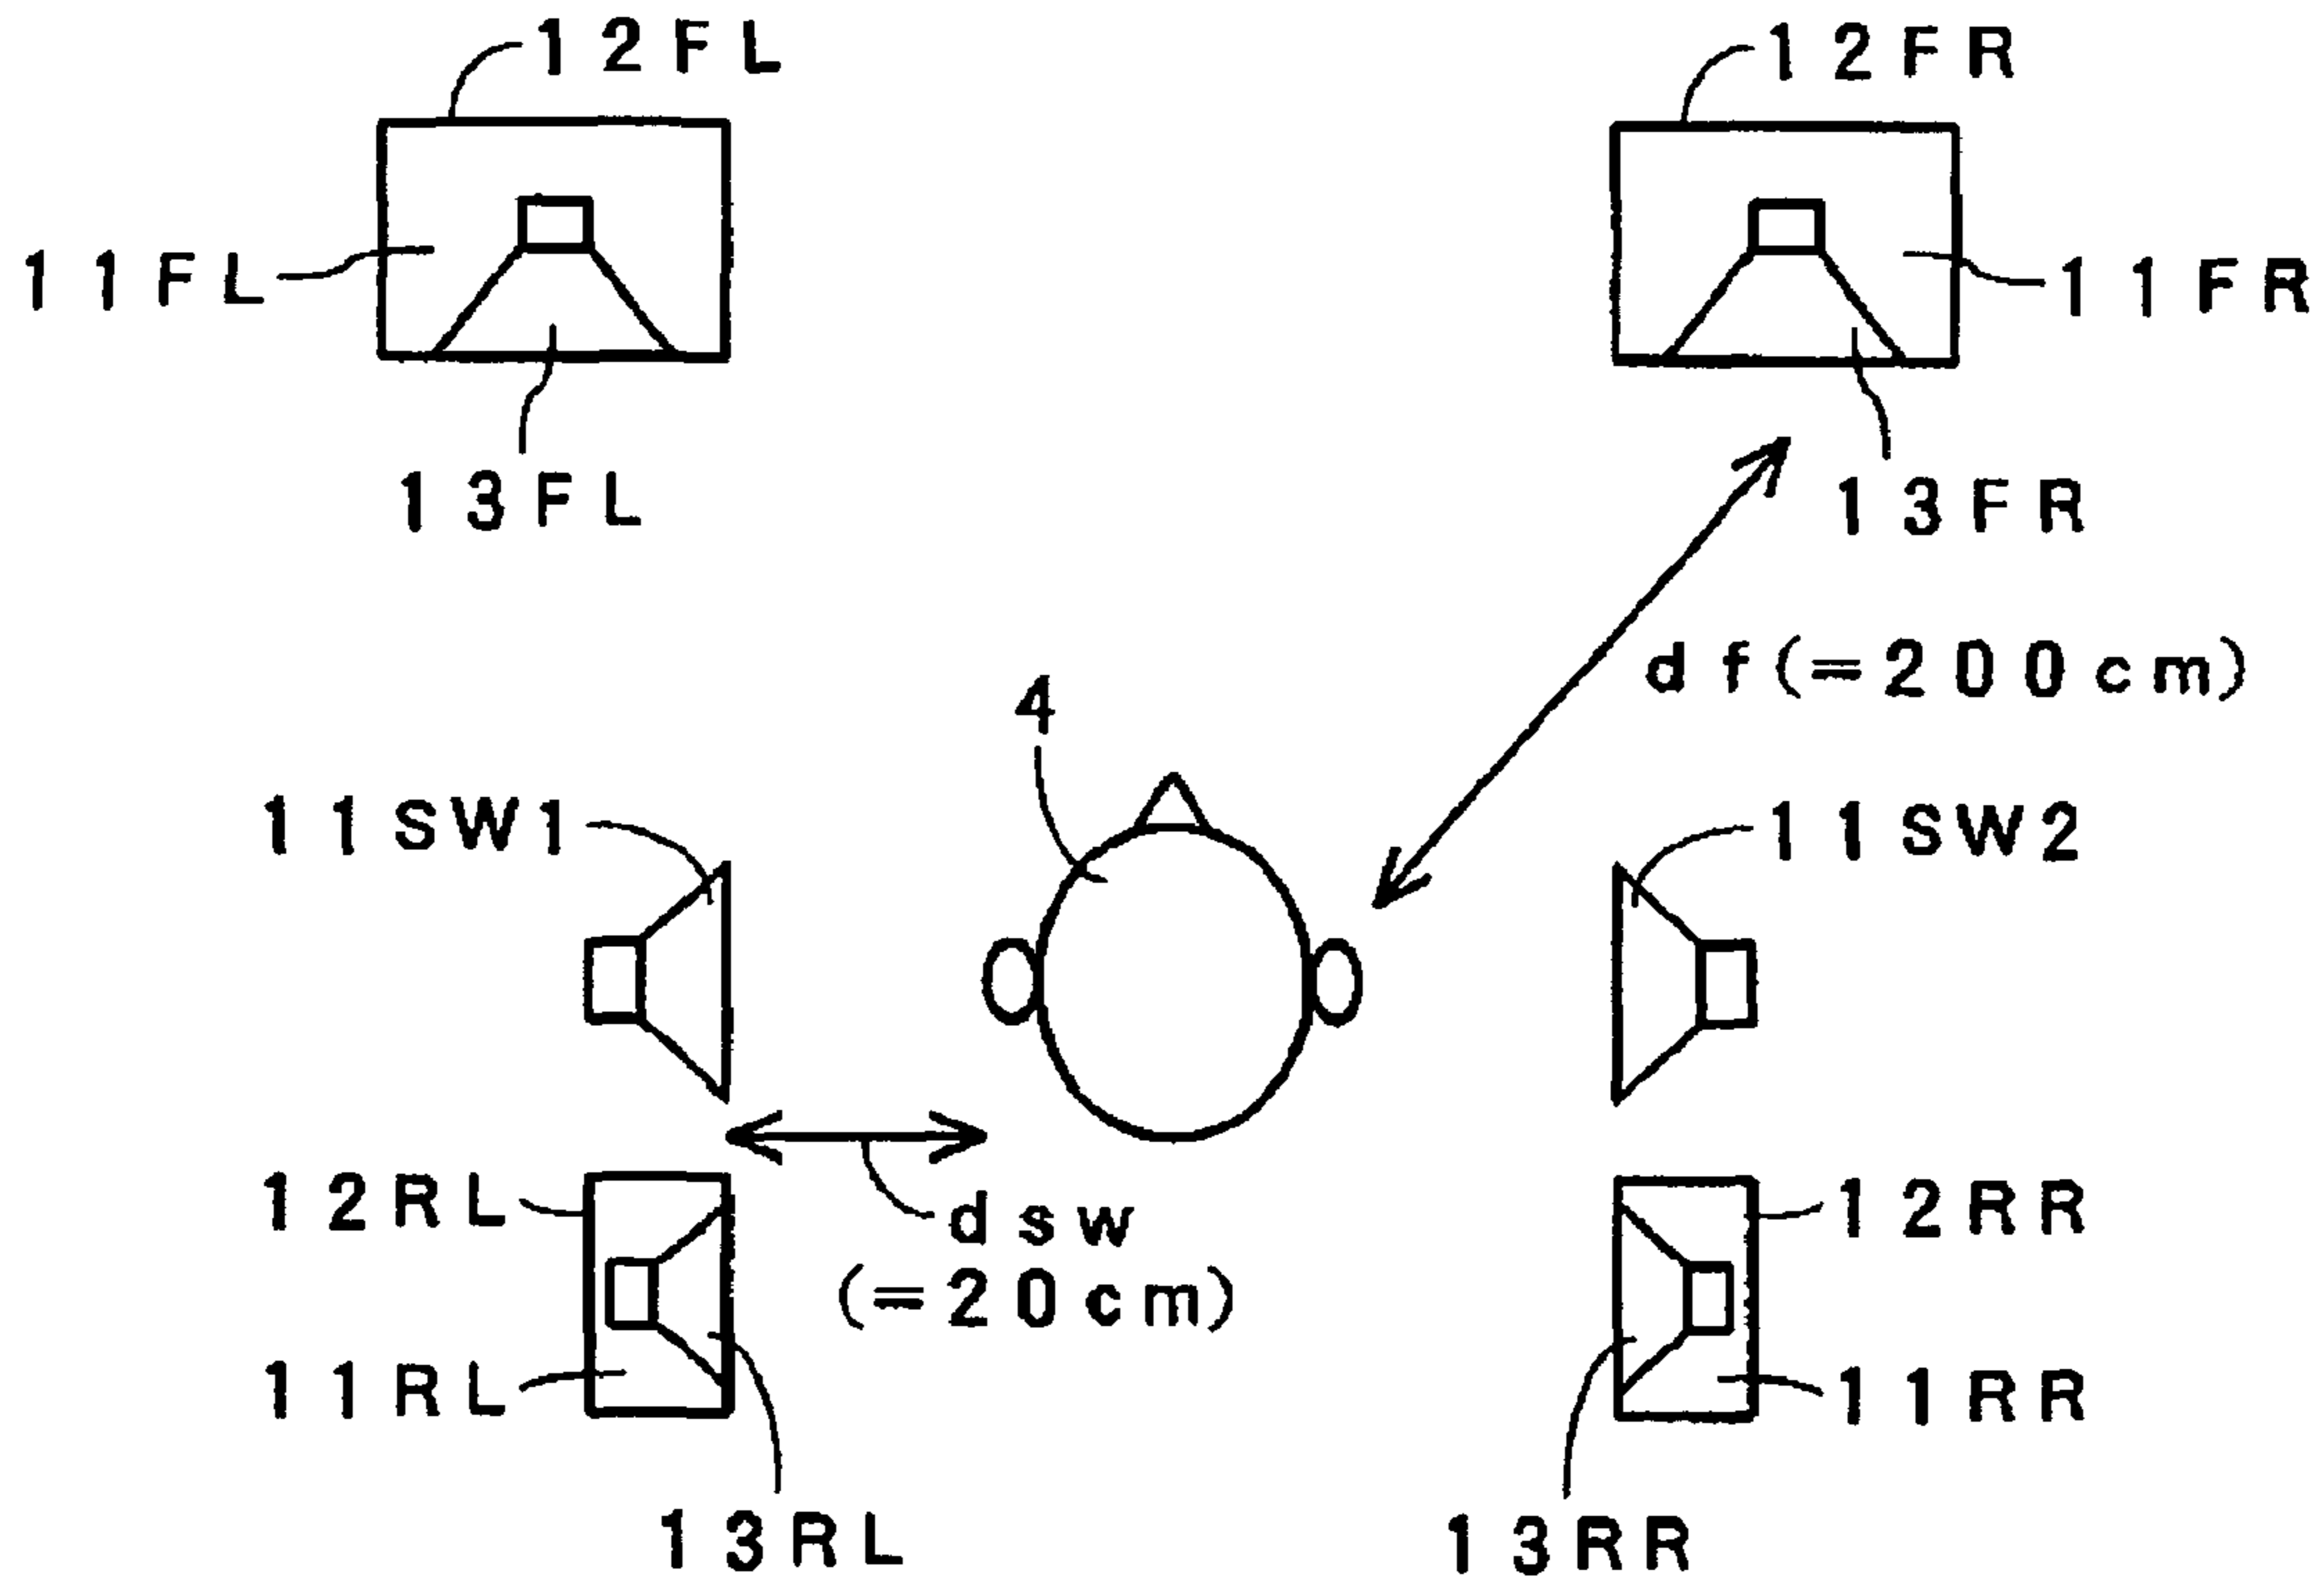 12FL
12FR
11FL
11FR
13FL
13FR
df(=200cm)
4
11SW1
11SW2
12RL
dsw
(=20cm)
12RR
11RL
11RR
13RL
13RR